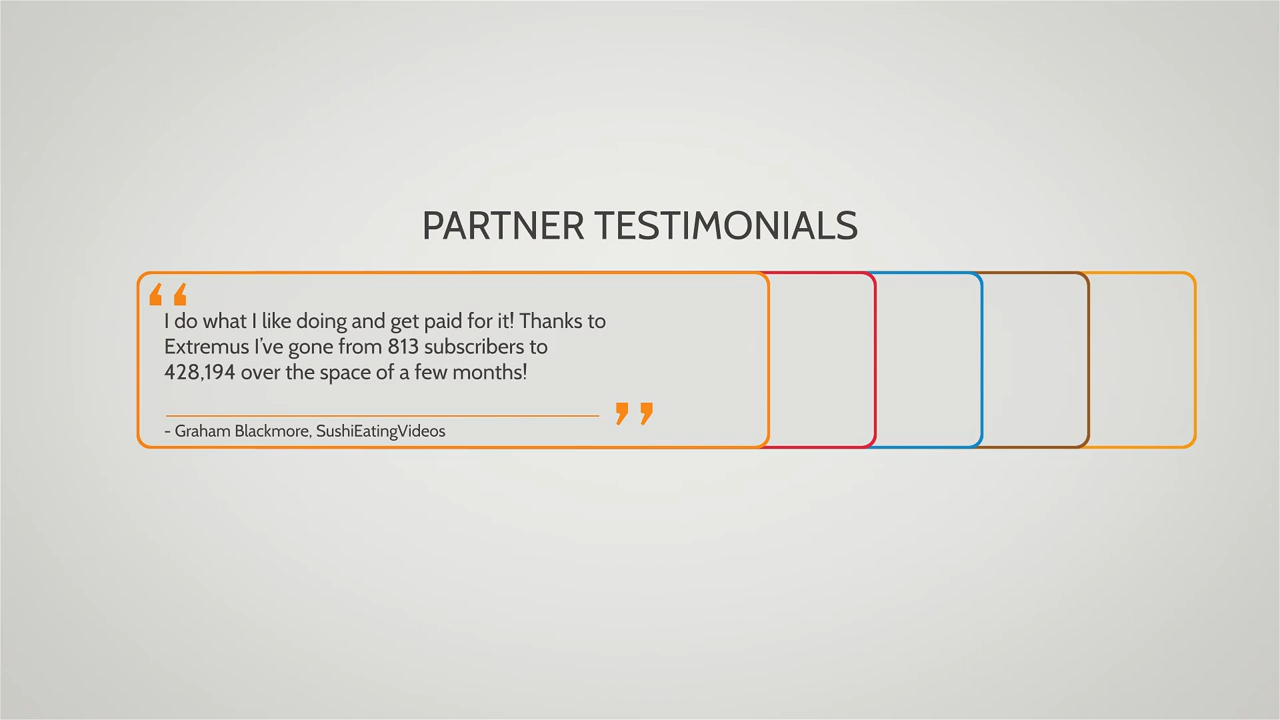 PARTNER TESTIMONIALS
“
I do what I like doing and get paid for it! Thanks to
Extremus I’ve gone from 813 subscribers to
428,194 over the space of a few months!
”
- Graham Blackmore, SushiEatingVideos